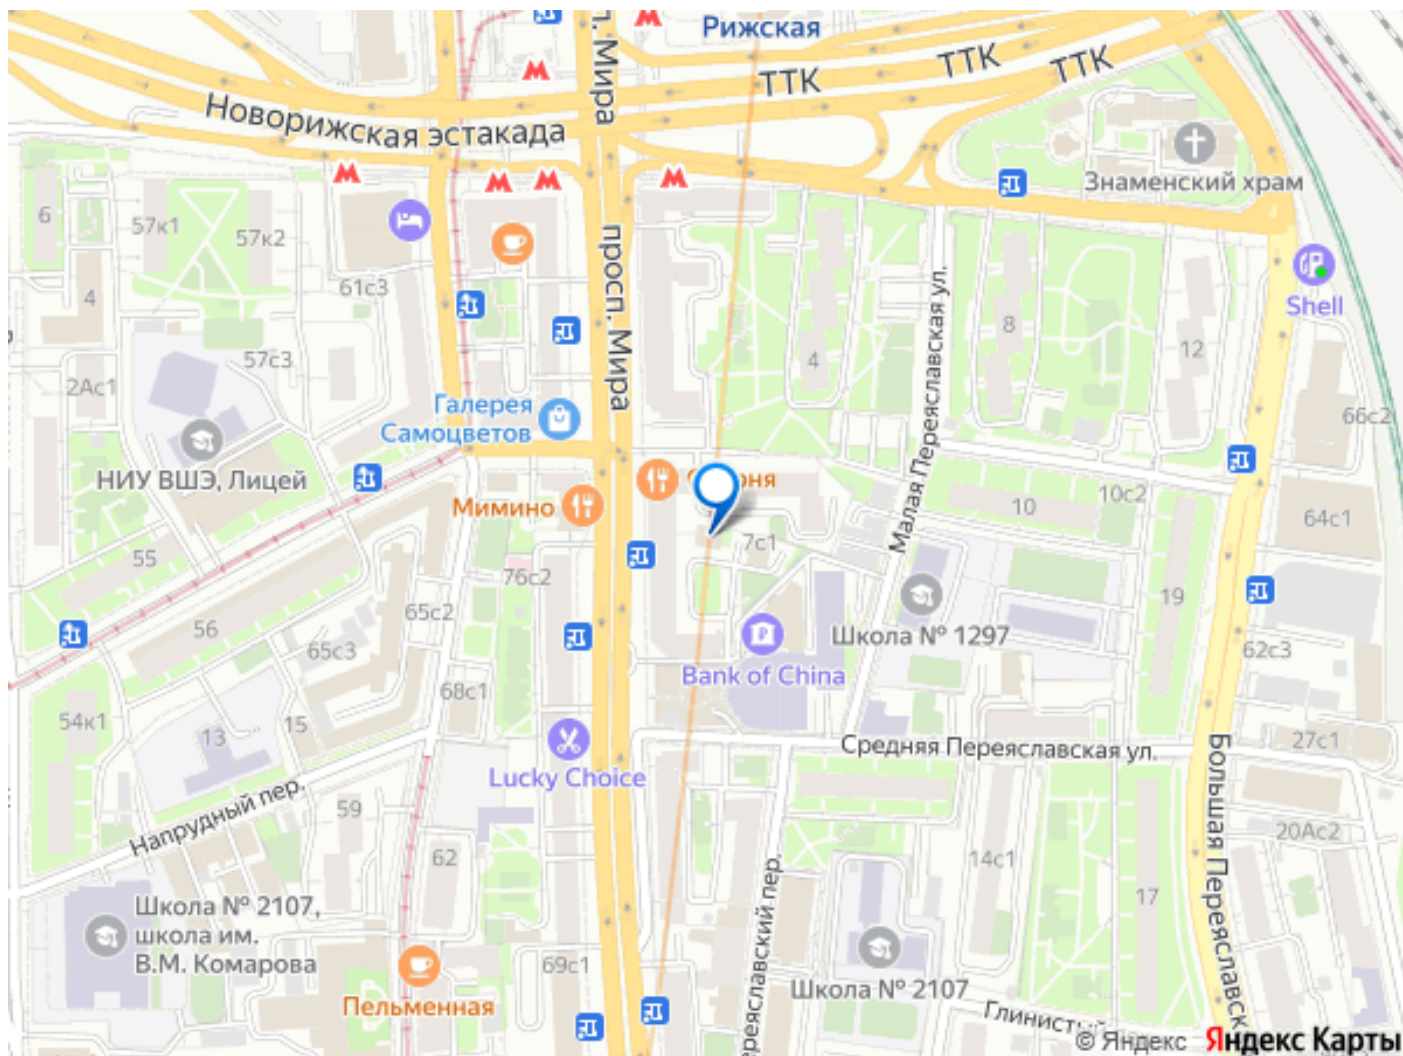 Рижская
ТТК
ТТК
ТТК
Мира
Новорижская эстакада
Знаменский храм
6
57к1
57к2
61с3
4
просп. Мира
Малая Переяславская ул.
8
4
12
Shell
57с3
2Ас1
Галерея
Самоцветов
66с2
НИУ ВШЭ, Лицей
Мимино
10
10с2
64с1
7с1
55
76с2
65с2
56
65с3
19
Школа № 1297
62с3
Bank of China
68с1
54к1
13
15
Средняя Переяславская ул.
27с1
Lucky Choice
Большая Переяславск
Напрудный пер.
59
62
14с1
20Ас2
17
Школа № 2107,
школа им.
В.М. Комарова
69с1
Пельменная
ереяславский пер.
Школа № 2107
© Яндекс Яндекс Карты